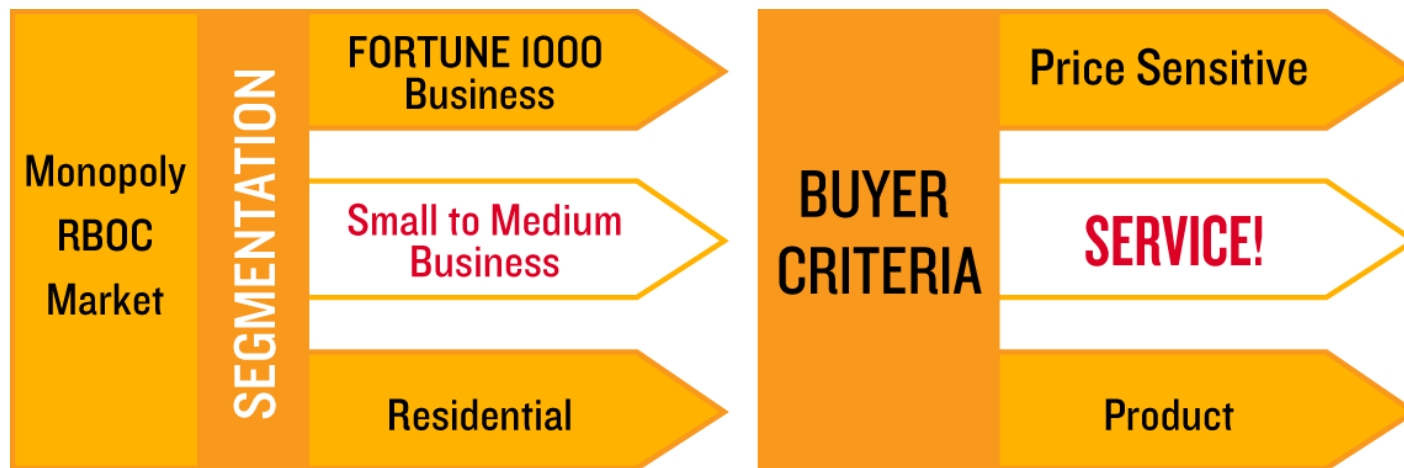 Monopoly
RBOC
Market
SEGMENTATION
FORTUNE 1000
Business
Small to Medium
Business
Residential
BUYER
CRITERIA
Price Sensitive
SERVICE!
Product